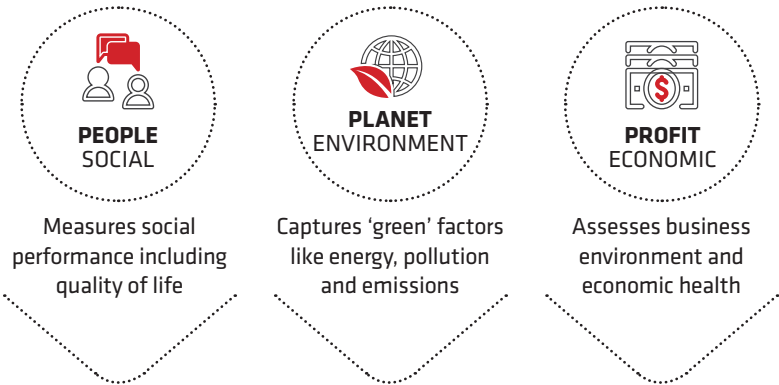 PEOPLE
SOCIAL
Measures social
performance including
quality of life
PLANET
ENVIRONMENT
Captures ‘green’ factors
like energy, pollution
and emissions
$
PROFIT
ECONOMIC
Assesses business
environment and
economic health